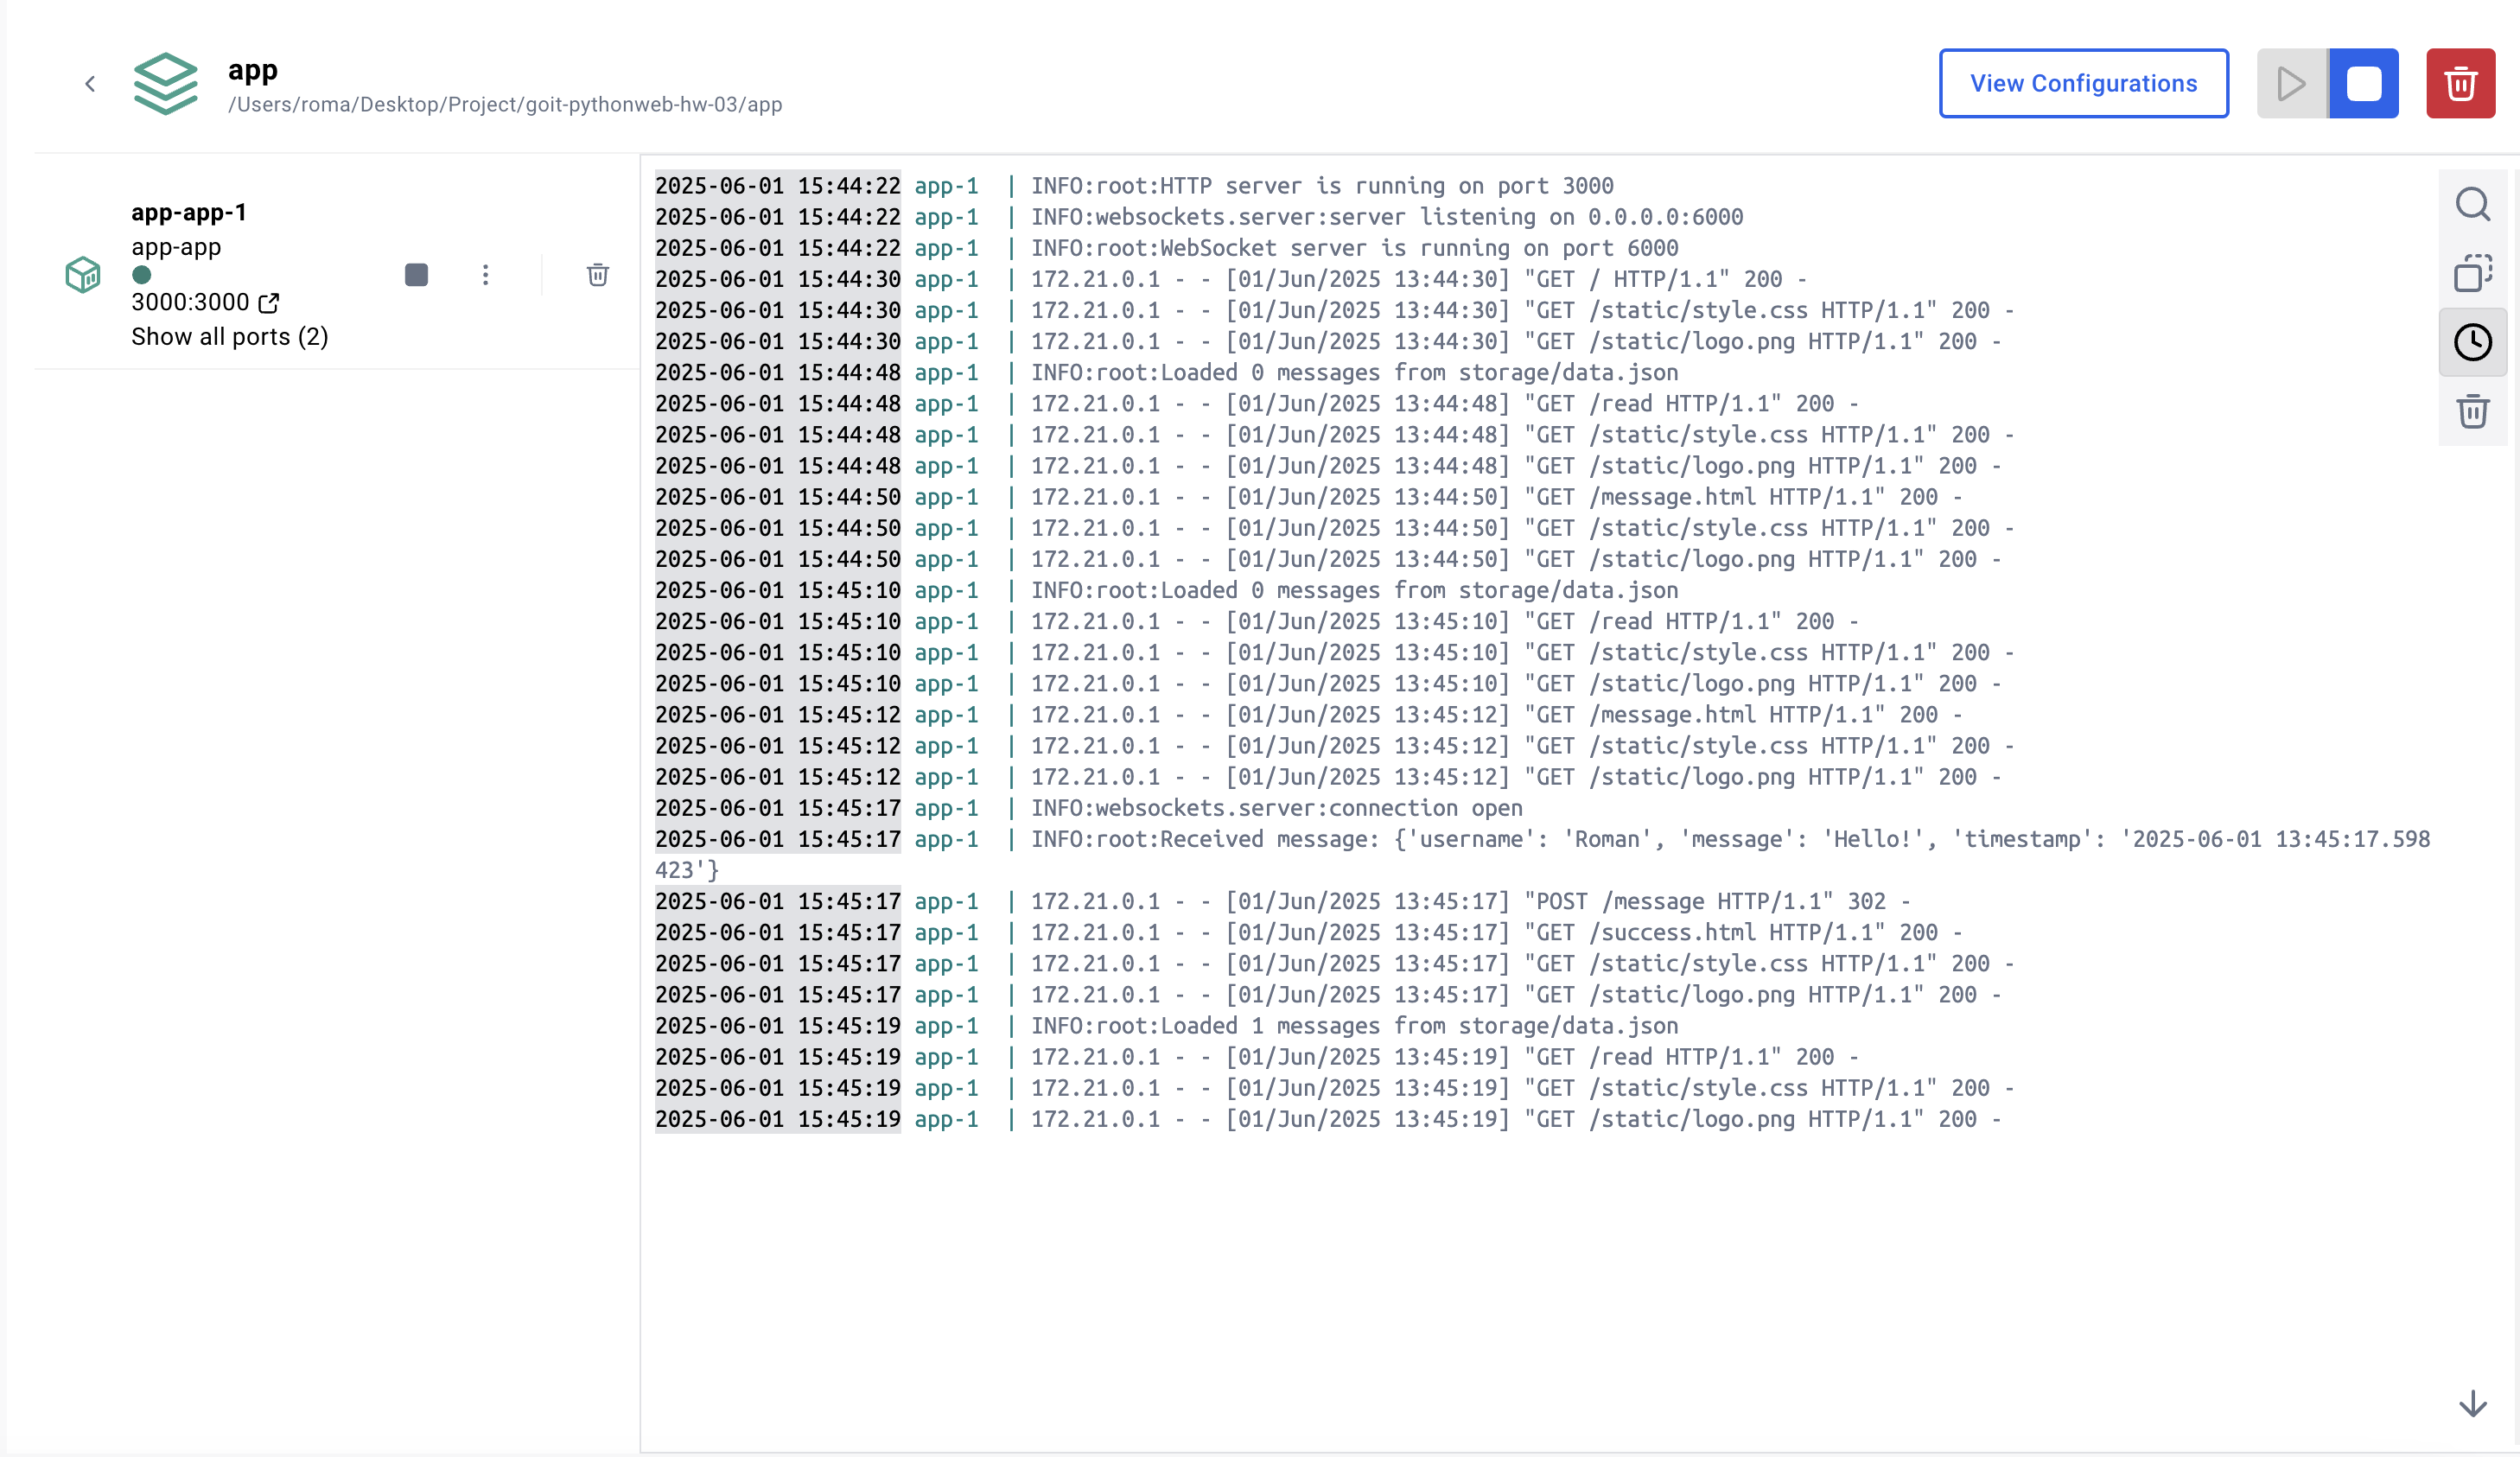 app
/Users/roma/Desktop/Project/goit-pythonweb-hw-03/app
View Configurations
app-app-1
app-app
3000:3000
Show all ports (2)
2025-06-01 15:44:22 app-1 | INFO:root:HTTP server is running on port 3000
2025-06-01 15:44:22 app-1 | INFO:websockets.server:server listening on 0.0.0.0:6000
2025-06-01 15:44:22 app-1 | INFO:root:WebSocket server is running on port 6000
2025-06-01 15:44:30 app-1 | 172.21.0.1 - - [01/Jun/2025 13:44:30] "GET / HTTP/1.1" 200 -
2025-06-01 15:44:30 app-1 | 172.21.0.1 - - [01/Jun/2025 13:44:30] "GET /static/style.css HTTP/1.1" 200 -
2025-06-01 15:44:30 app-1 | 172.21.0.1 - - [01/Jun/2025 13:44:30] "GET /static/logo.png HTTP/1.1" 200 -
2025-06-01 15:44:48 app-1 | INFO:root:Loaded 0 messages from storage/data.json
2025-06-01 15:44:48 app-1 | 172.21.0.1 - - [01/Jun/2025 13:44:48] "GET /read HTTP/1.1" 200 -
2025-06-01 15:44:48 app-1 | 172.21.0.1 - - [01/Jun/2025 13:44:48] "GET /static/style.css HTTP/1.1" 200 -
2025-06-01 15:44:48 app-1 | 172.21.0.1 - - [01/Jun/2025 13:44:48] "GET /static/logo.png HTTP/1.1" 200 -
2025-06-01 15:44:50 app-1 | 172.21.0.1 - - [01/Jun/2025 13:44:50] "GET /message.html HTTP/1.1" 200 -
2025-06-01 15:44:50 app-1 | 172.21.0.1 - - [01/Jun/2025 13:44:50] "GET /static/style.css HTTP/1.1" 200 -
2025-06-01 15:44:50 app-1 | 172.21.0.1 - - [01/Jun/2025 13:44:50] "GET /static/logo.png HTTP/1.1" 200 -
2025-06-01 15:45:10 app-1 | INFO:root:Loaded 0 messages from storage/data.json
2025-06-01 15:45:10 app-1 | 172.21.0.1 - - [01/Jun/2025 13:45:10] "GET /read HTTP/1.1" 200 -
2025-06-01 15:45:10 app-1 | 172.21.0.1 - - [01/Jun/2025 13:45:10] "GET /static/style.css HTTP/1.1" 200 -
2025-06-01 15:45:10 app-1 | 172.21.0.1 - - [01/Jun/2025 13:45:10] "GET /static/logo.png HTTP/1.1" 200 -
2025-06-01 15:45:12 app-1 | 172.21.0.1 - - [01/Jun/2025 13:45:12] "GET /message.html HTTP/1.1" 200 -
2025-06-01 15:45:12 app-1 | 172.21.0.1 - - [01/Jun/2025 13:45:12] "GET /static/style.css HTTP/1.1" 200 -
2025-06-01 15:45:12 app-1 | 172.21.0.1 - - [01/Jun/2025 13:45:12] "GET /static/logo.png HTTP/1.1" 200 -
2025-06-01 15:45:17 app-1 | INFO:websockets.server:connection open
2025-06-01 15:45:17 app-1 | INFO:root:Received message: {'username': 'Roman', 'message': 'Hello!', 'timestamp': '2025-06-01 13:45:17.598
423'}
2025-06-01 15:45:17 app-1 | 172.21.0.1 - - [01/Jun/2025 13:45:17] "POST /message HTTP/1.1" 302 -
2025-06-01 15:45:17 app-1 | 172.21.0.1 - - [01/Jun/2025 13:45:17] "GET /success.html HTTP/1.1" 200 -
2025-06-01 15:45:17 app-1 | 172.21.0.1 - - [01/Jun/2025 13:45:17] "GET /static/style.css HTTP/1.1" 200 -
2025-06-01 15:45:17 app-1 | 172.21.0.1 - - [01/Jun/2025 13:45:17] "GET /static/logo.png HTTP/1.1" 200 -
2025-06-01 15:45:19 app-1 | INFO:root:Loaded 1 messages from storage/data.json
2025-06-01 15:45:19 app-1 | 172.21.0.1 - - [01/Jun/2025 13:45:19] "GET /read HTTP/1.1" 200 -
2025-06-01 15:45:19 app-1 | 172.21.0.1 - - [01/Jun/2025 13:45:19] "GET /static/style.css HTTP/1.1" 200 -
2025-06-01 15:45:19 app-1 | 172.21.0.1 - - [01/Jun/2025 13:45:19] "GET /static/logo.png HTTP/1.1" 200 -